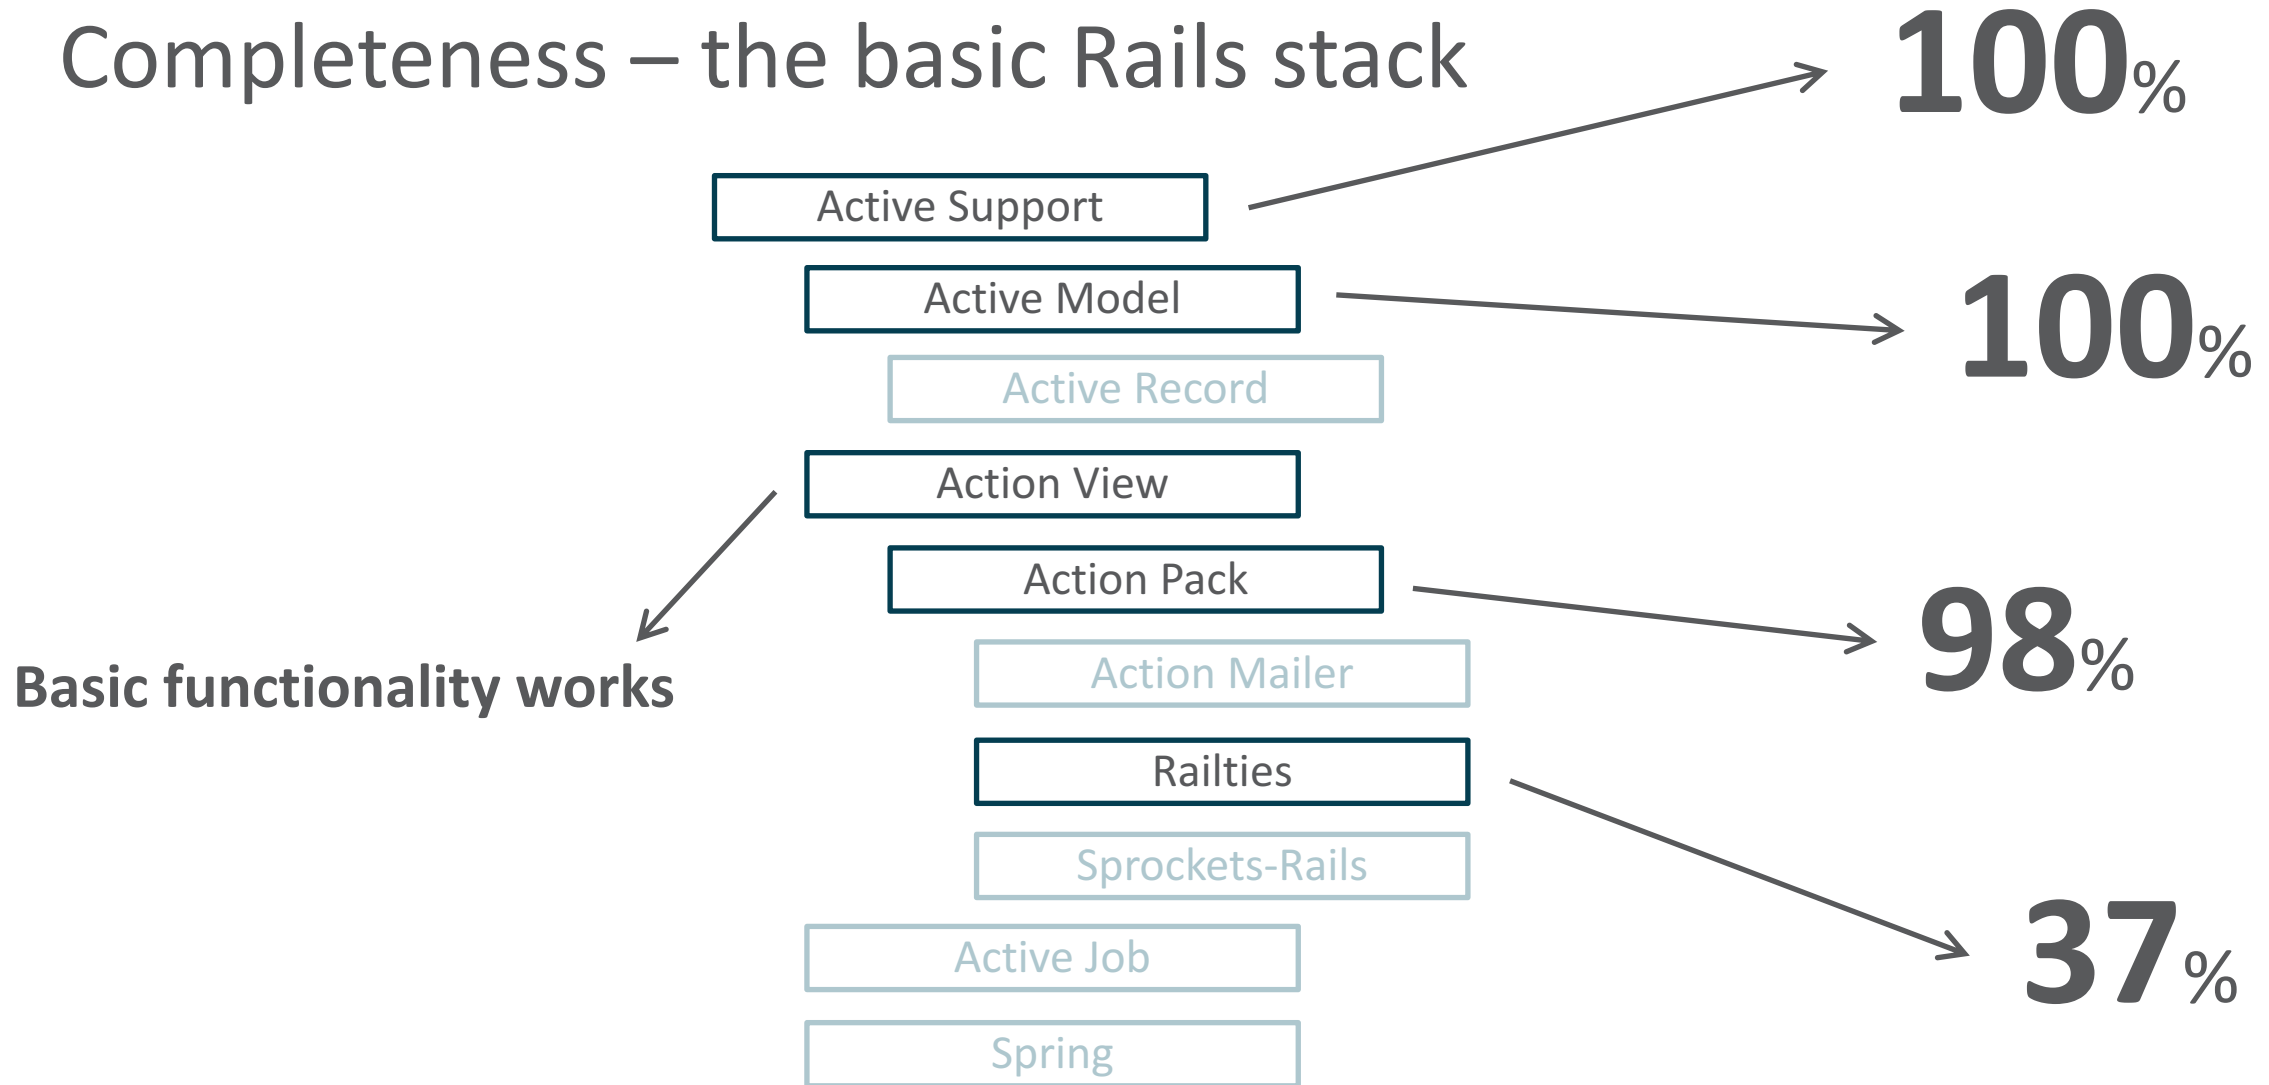 Completeness – the basic Rails stack
100%
Active Support
Active Model
100%
Active Record
Action View
Action Pack
98%
Action Mailer
Basic functionality works
Railties
Sprockets-Rails
37%
Active Job
Spring